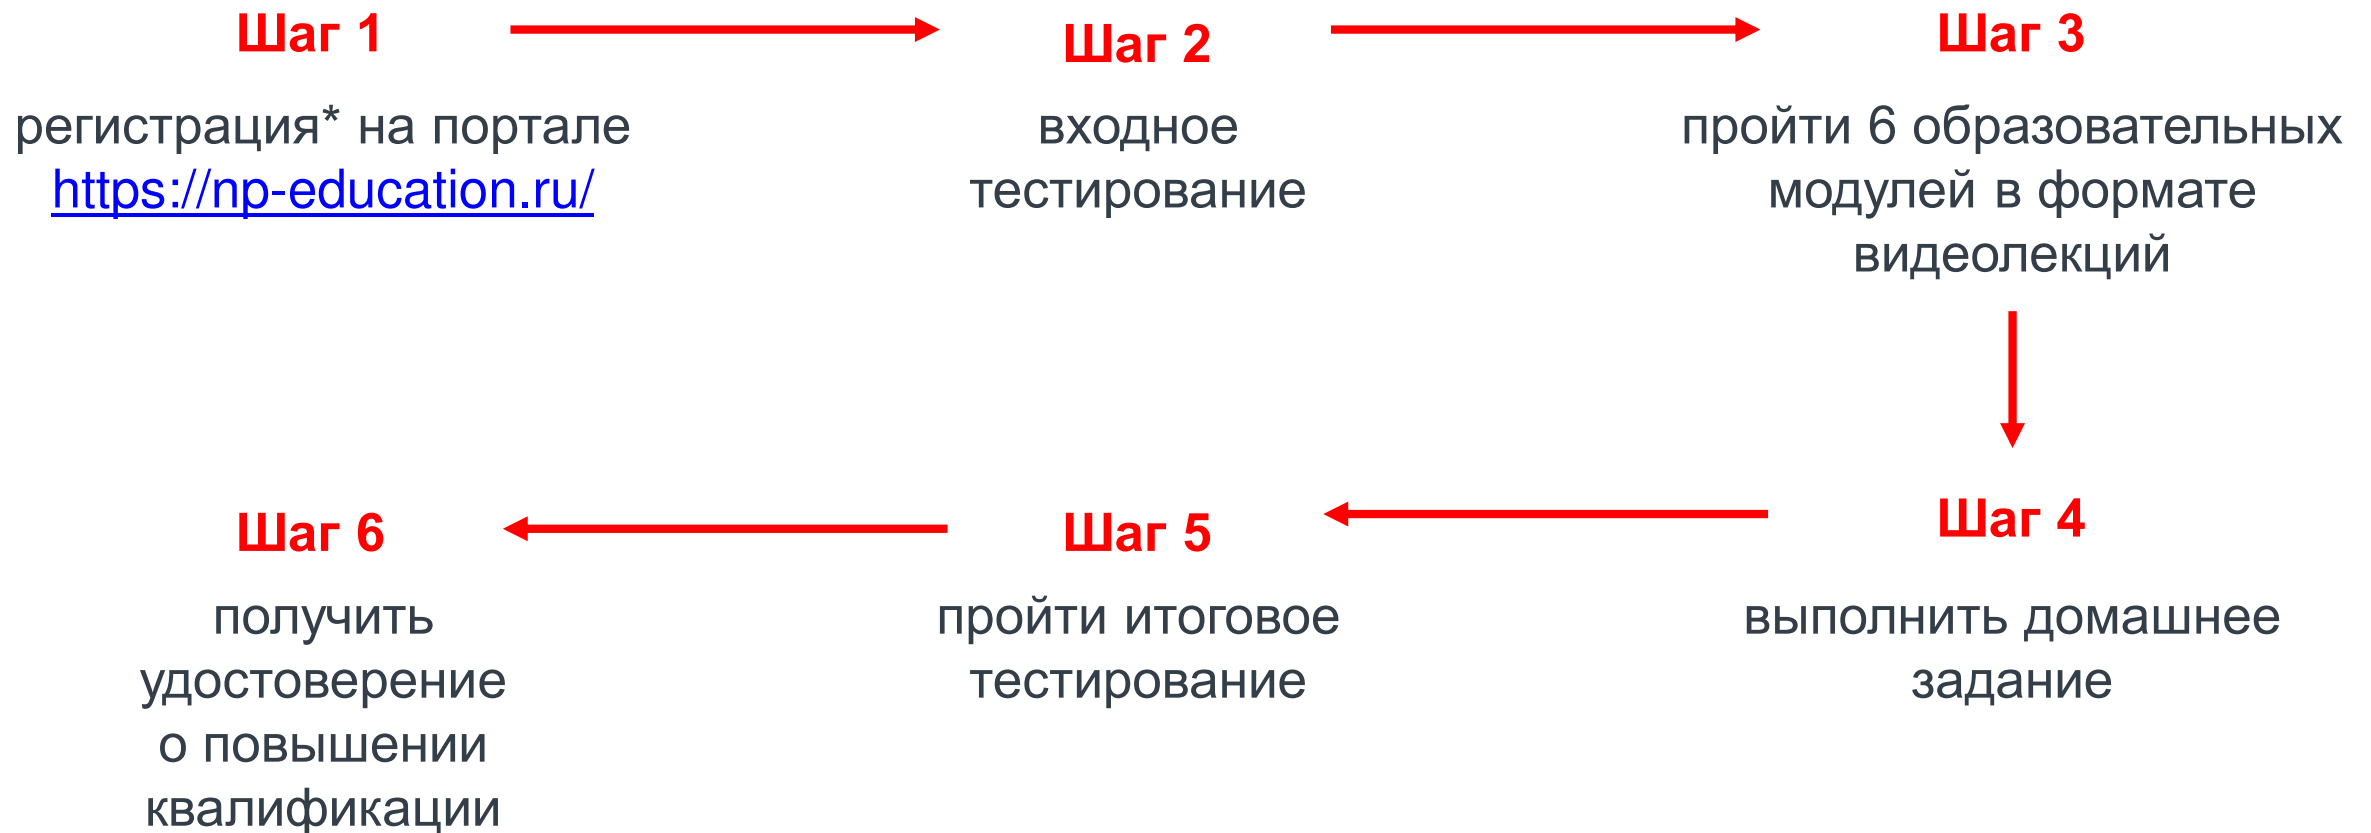 Шаг 1
регистрация* на портале
https://np-education.ru/
Шаг 2
входное
тестирование
Шаг 3
пройти 6 образовательных
модулей в формате
видеолекций
Шаг 4
выполнить домашнее
задание
Шаг 5
пройти итоговое
тестирование
Шаг 6
получить
удостоверение
о повышении
квалификации